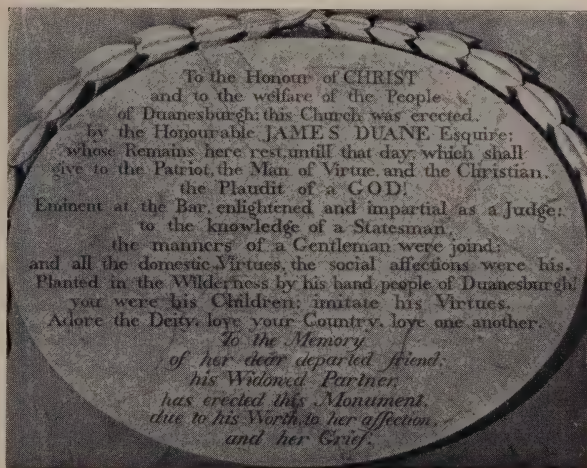 To the Honour of CHRIST
and to the welfare of the People
of Duanesburgh: this Church was erected.
by the Honourable JAMES DUANE Esquire;
whose Remains here rest, untill that day, which shall
give to the Patriot, the Man of Virtue, and the Christian,
the Plaudit of a GOD!
Eminent at the Bar, enlightened and impartial as a Judge;
to the knowledge of a Statesman,
the manners of a Gentleman were joind;
and all the domestic Virtues, the social affections were his.
Planted in the Wilderness by his hand, people of Duanesburgh!
you were his Children; imitate his Virtues.
Adore the Deity, love your Country, love one another.
To the Memory
of her dear departed friend;
his Widowed Partner,
has erected this Monument,
due to his Worth, to her affection,
and her Grief.